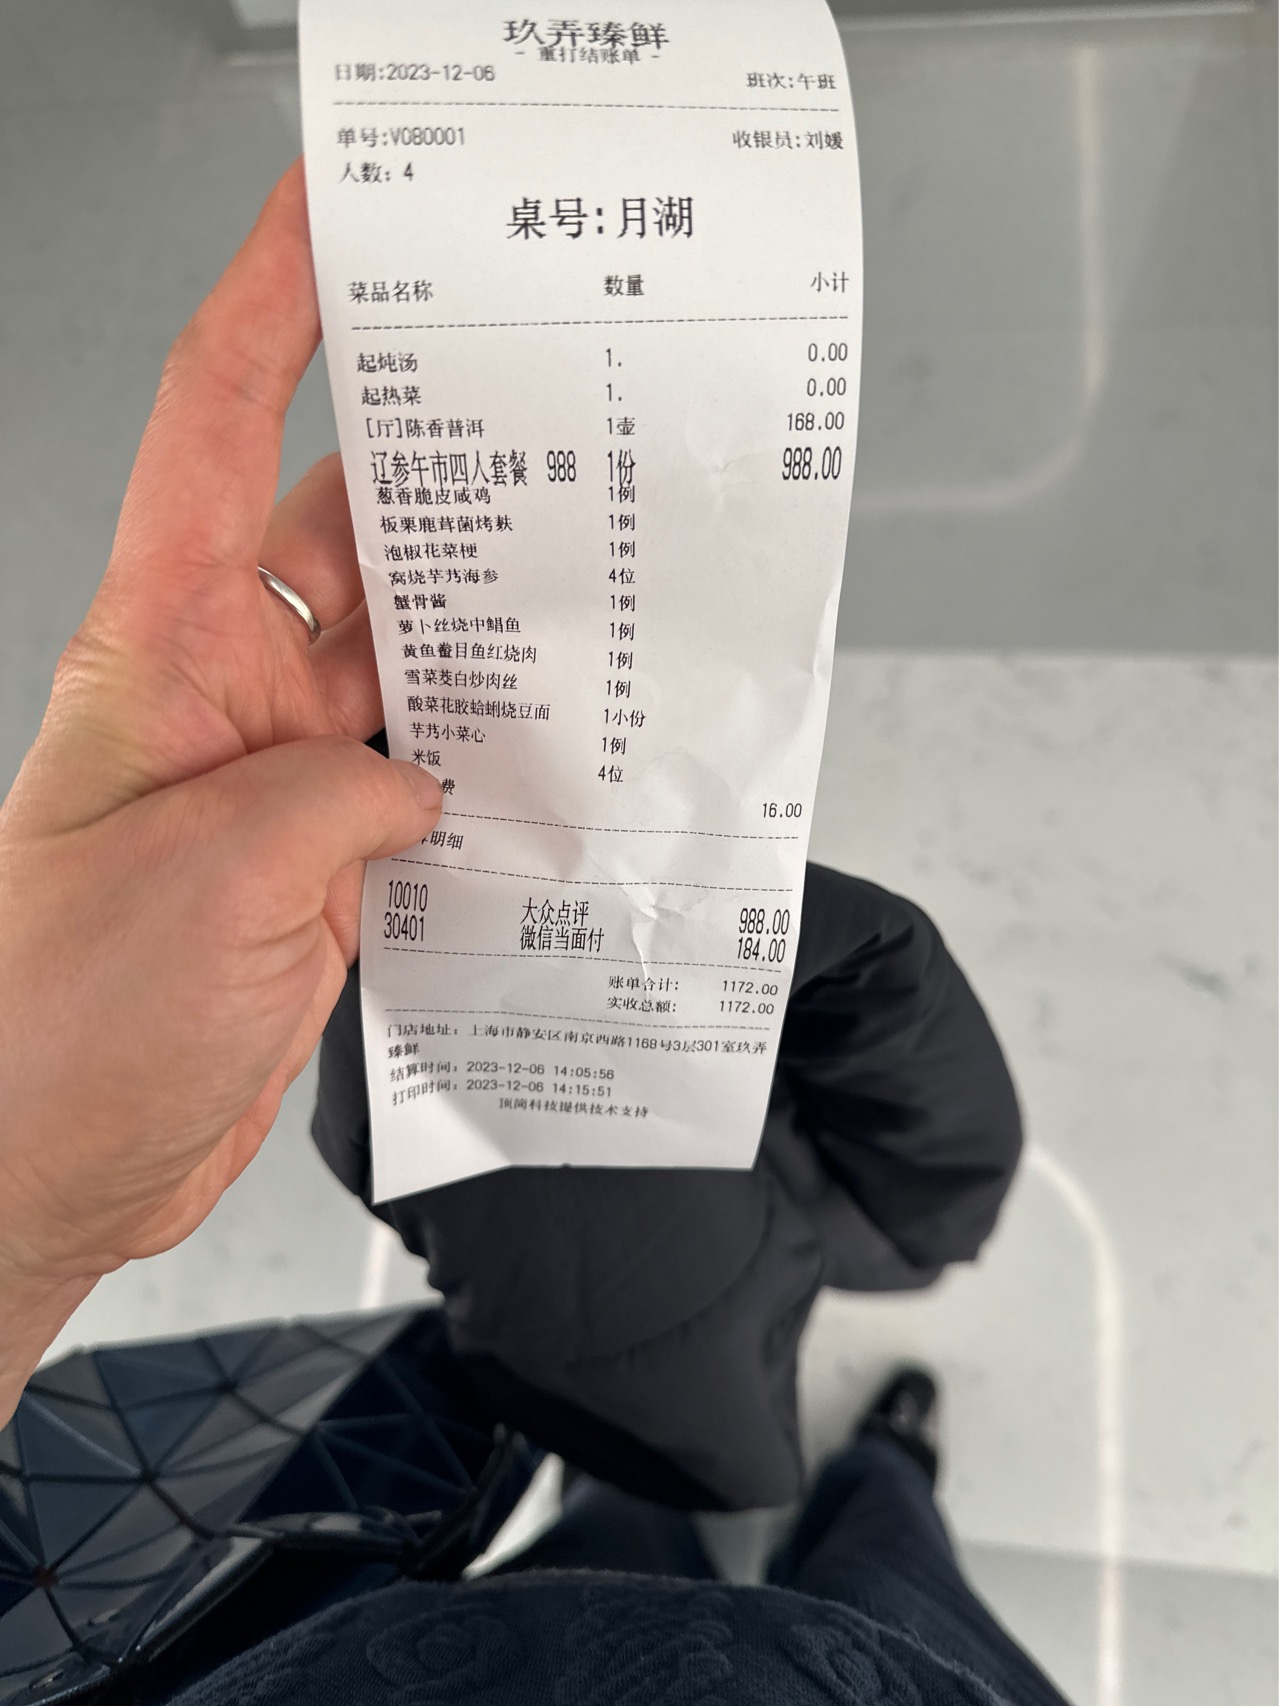 玖弄臻鲜
- 重打结账单 -
日期:2023-12-06 班次:午班
单号:V080001 收银员:刘媛
人数: 4
桌号:月湖
菜品名称 数量 小计
起炖汤 1. 0.00
起热菜 1. 0.00
[厅]陈香普洱 1壶 168.00
辽参午市四人套餐 988 1份 988.00
葱香脆皮咸鸡 1例
板栗鹿茸菌烤麸 1例
泡椒花菜梗 1例
窝烧芋艿海参 4位
蟹骨酱 1例
萝卜丝烧中鲳鱼 1例
黄鱼鲞目鱼红烧肉 1例
雪菜茭白炒肉丝 1例
酸菜花胶蛤蜊烧豆面 1小份
芋艿小菜心 1例
米饭 4位
费 16.00
明细
10010 大众点评 988.00
30401 微信当面付 184.00
账单合计: 1172.00
实收总额: 1172.00
门店地址: 上海市静安区南京西路1168号3层301室玖弄
臻鲜
结算时间: 2023-12-06 14:05:56
打印时间: 2023-12-06 14:15:51
顶简科技提供技术支持